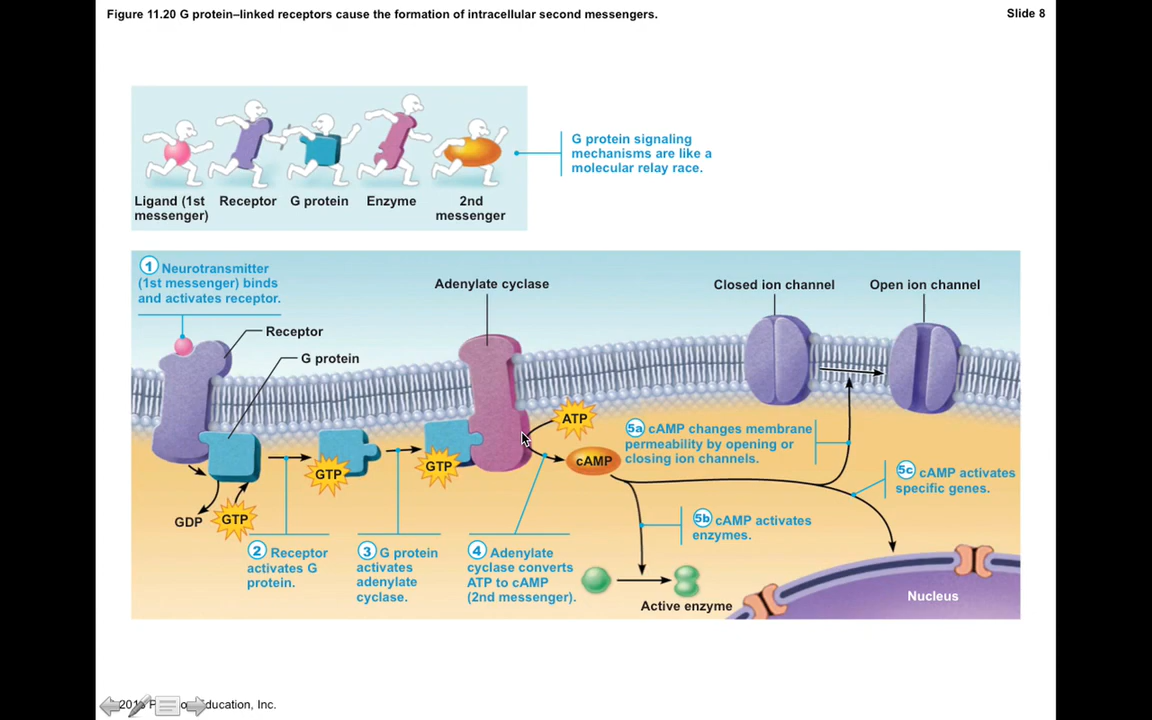 Figure 11.20 G protein–linked receptors cause the formation of intracellular second messengers.
Slide 8
G protein signaling
mechanisms are like a
molecular relay race.
Ligand (1st
messenger)
Receptor
G protein
Enzyme
2nd
messenger
1 Neurotransmitter
(1st messenger) binds
and activates receptor.
Receptor
G protein
Adenylate cyclase
Closed ion channel
Open ion channel
ATP
GTP
GTP
cAMP
GDP
GTP
5a cAMP changes membrane
permeability by opening or
closing ion channels.
5c cAMP activates
specific genes.
5b cAMP activates
enzymes.
2 Receptor
activates G
protein.
3 G protein
activates
adenylate
cyclase.
4 Adenylate
cyclase converts
ATP to cAMP
(2nd messenger).
Active enzyme
Nucleus
Inc.